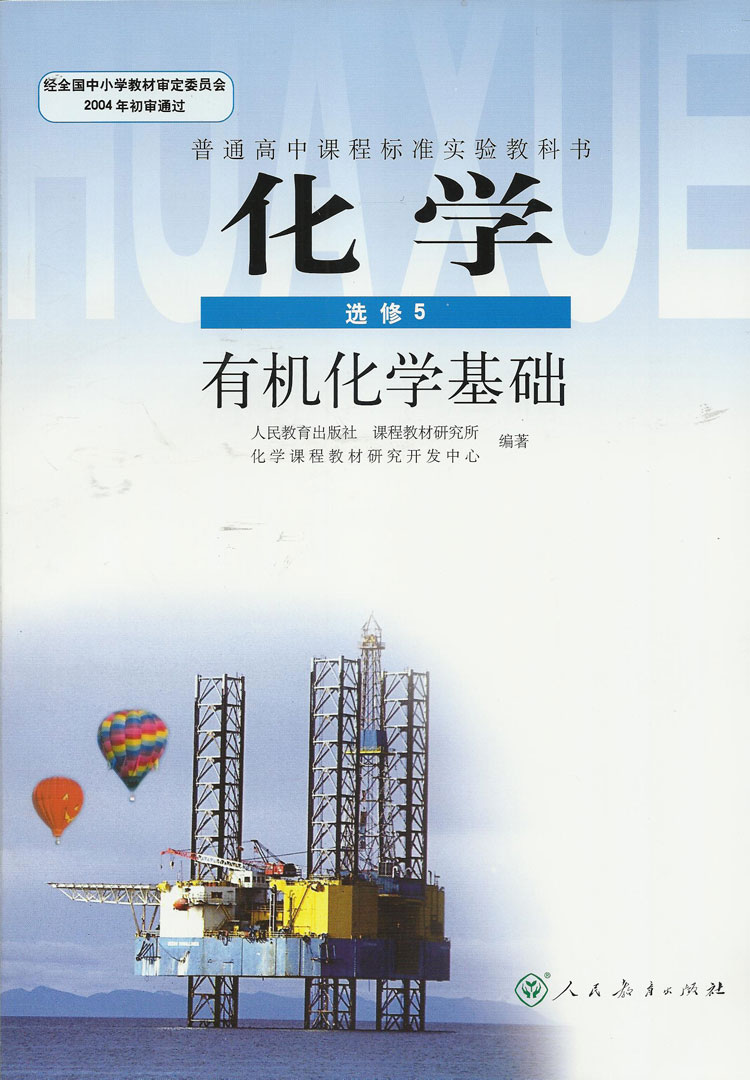 HUA XUE
经全国中小学教材审定委员会
2004年初审通过
普通高中课程标准实验教科书
化学
选修5
有机化学基础
人民教育出版社 课程教材研究所
化学课程教材研究开发中心
编著
人民教育出版社